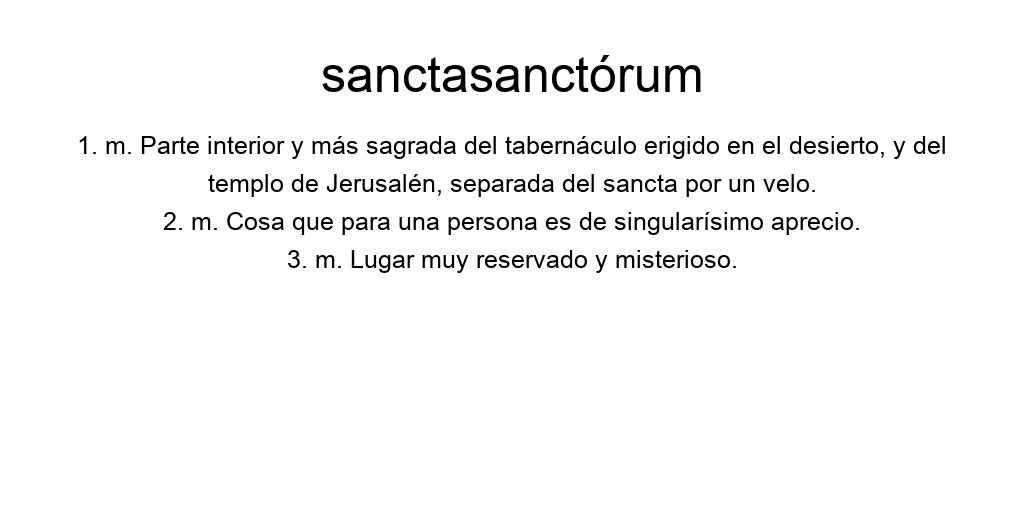 sanctasanctórum
1. m. Parte interior y más sagrada del tabernáculo erigido en el desierto, y del
templo de Jerusalén, separada del sancta por un velo.
2. m. Cosa que para una persona es de singularísimo aprecio.
3. m. Lugar muy reservado y misterioso.